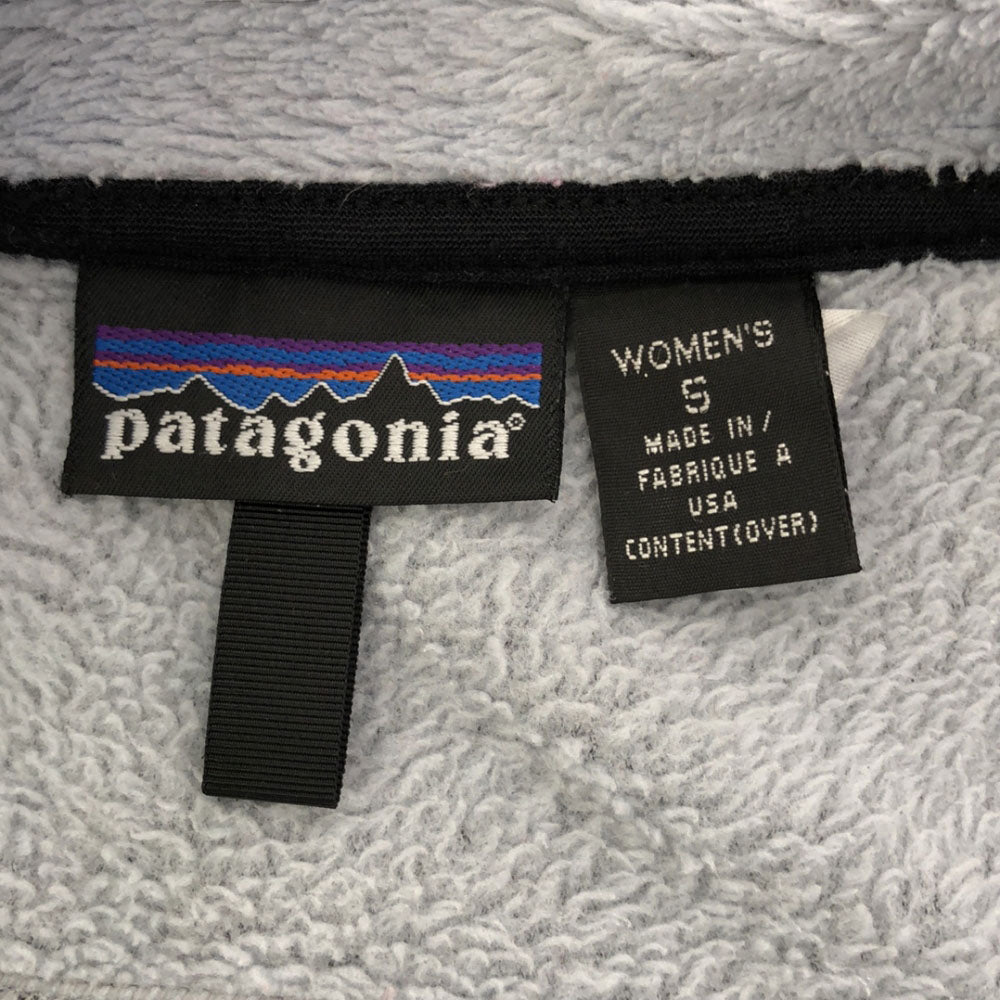 patagonia®
WOMEN'S
S
MADE IN /
FABRIQUE A
USA
CONTENT(OVER)